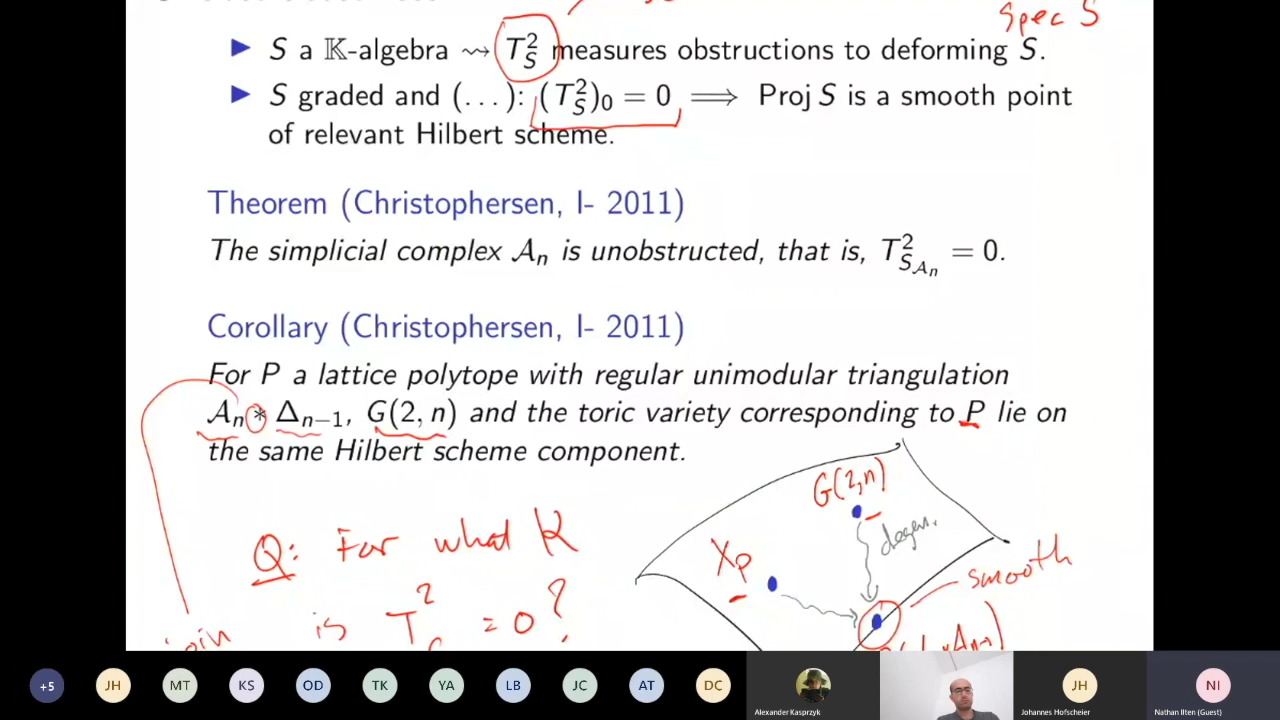 Spec S
▶ S a 𝕂-algebra ⇝ T²_S measures obstructions to deforming S.
▶ S graded and (...): (T²_S)₀ = 0 ⟹ Proj S is a smooth point
of relevant Hilbert scheme.
Theorem (Christophersen, I- 2011)
The simplicial complex 𝒜ₙ is unobstructed, that is, T²_{S_{𝒜ₙ}} = 0.
Corollary (Christophersen, I- 2011)
For P a lattice polytope with regular unimodular triangulation
𝒜ₙ * Δₙ₋₁, G(2, n) and the toric variety corresponding to P lie on
the same Hilbert scheme component.
G(2,n)
degen.
X_P
smooth
Q: For what K
is T² = 0?
join
+5 JH MT KS OD TK YA LB JC AT DC JH NI
Alexander Kasprzyk
Johannes Hofscheier
Nathan Ilten (Guest)